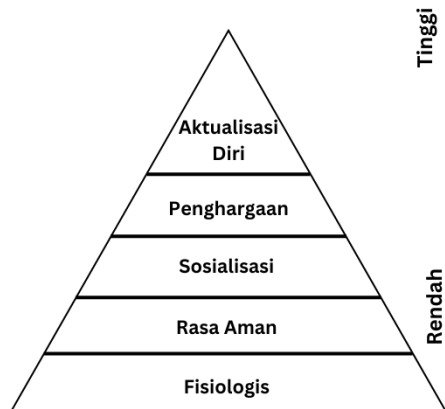 Tinggi
Aktualisasi
Diri
Penghargaan
Sosialisasi
Rendah
Rasa Aman
Fisiologis